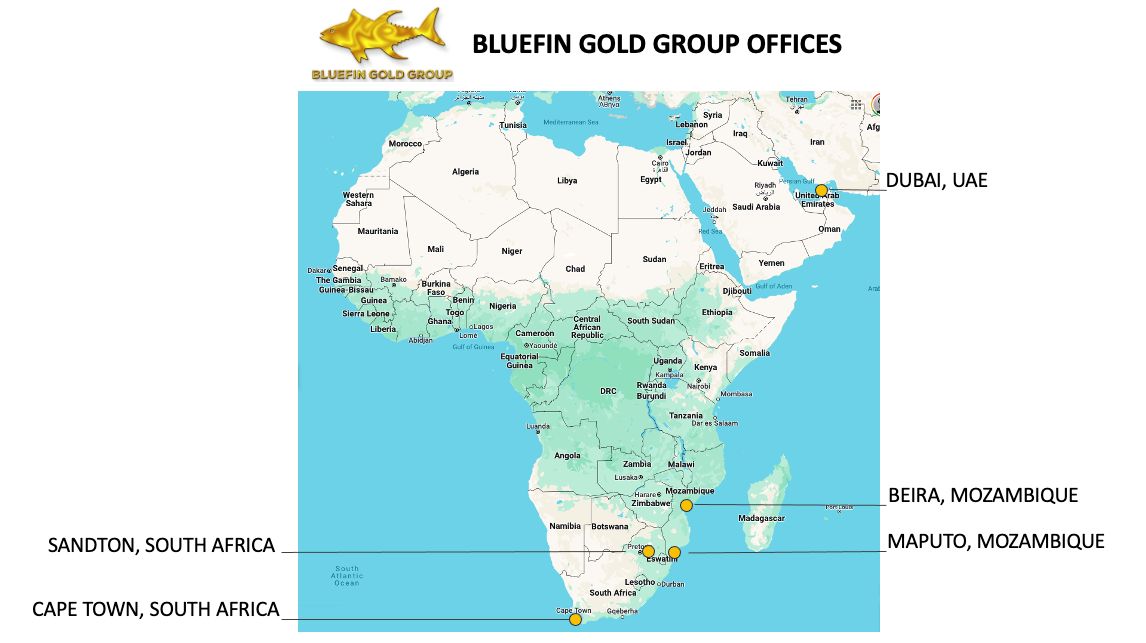 BLUEFIN GOLD GROUP
BLUEFIN GOLD GROUP OFFICES
Athens
Αθήνα
Tehran
Tunisia
Mediterranean Sea
Syria
Lebanon
Iraq
Iran
Afg
Morocco
Israel
Jordan
Cairo
القاهرة
Kuwait
Algeria
Libya
Egypt
Persian Gulf
DUBAI, UAE
Riyadh
الرياض
Western
Sahara
United Arab
Emirates
Jeddah
جدة
Saudi Arabia
Mauritania
Red Sea
Oman
Mali
Niger
Chad
Sudan
Eritrea
Yemen
Dakar
Senegal
The Gambia
Bamako
Burkina
Faso
Guinea-Bissau
Djibouti
Gulf of Aden
Arab
Guinea
Benin
Nigeria
Sierra Leone
Togo
Ghana
Ethiopia
Liberia
Lagos
Lomé
Abidjan
Central
African
Republic
South Sudan
Cameroon
Gulf of Guinea
Yaoundé
Equatorial
Guinea
Somalia
Uganda
Kenya
Kampala
DRC
Rwanda
Nairobi
Burundi
Mombasa
Tanzania
Dar es Salaam
Luanda
Angola
Zambia
Malawi
Lusaka
Harare
Mozambique
BEIRA, MOZAMBIQUE
Zimbabwe
Port Louis
Madagascar
Namibia
Botswana
SANDTON, SOUTH AFRICA
Preto
MAPUTO, MOZAMBIQUE
Eswatini
South
Atlantic
Ocean
Lesotho
Durban
South Africa
CAPE TOWN, SOUTH AFRICA
Cape Town
Gqeberha